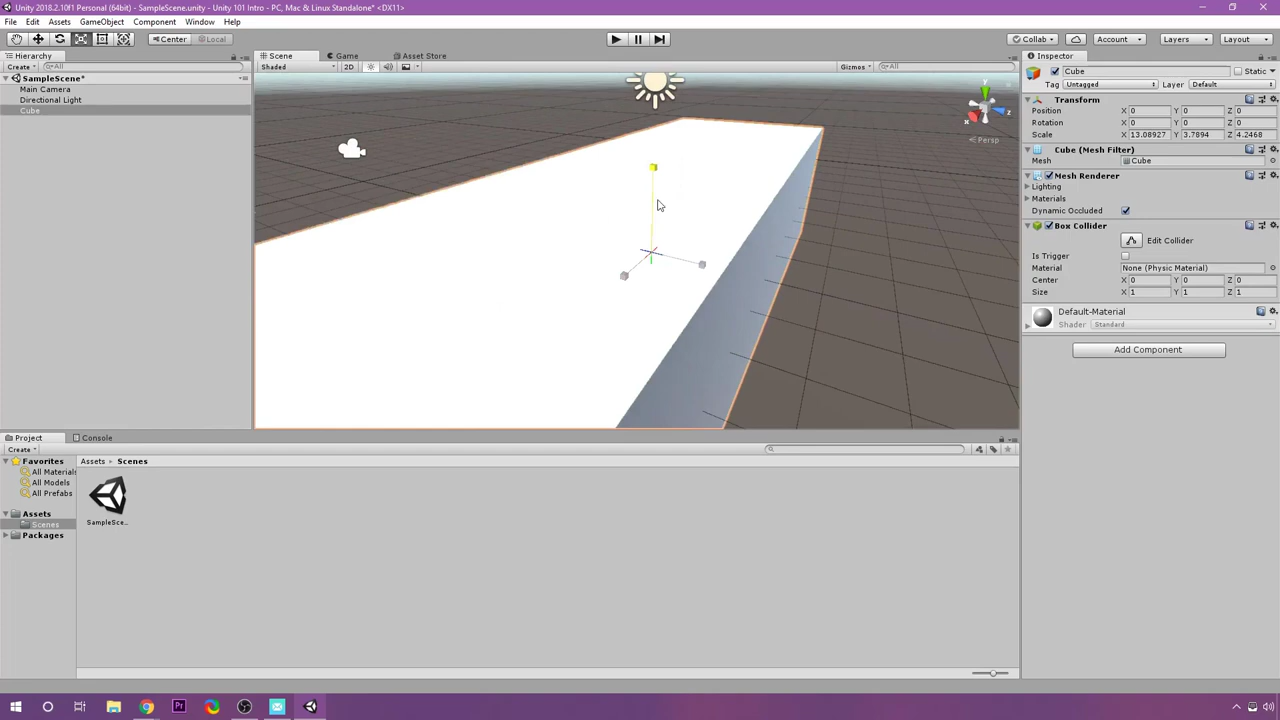 Unity 2018.2.10f1 Personal (64bit) - SampleScene.unity - Unity 101 Intro - PC, Mac & Linux Standalone* <DX11>
File Edit Assets GameObject Component Window Help
Center Local Collab Account Layers Layout
Hierarchy Scene Game Asset Store Inspector
Create All Shaded 2D Gizmos All
Cube Static
Tag Untagged Layer Default
SampleScene*
Main Camera
Directional Light
Cube
y
z
x
Persp
Transform
Position X 0 Y 0 Z 0
Rotation X 0 Y 0 Z 0
Scale X 13.08927 Y 3.7894 Z 4.2468
Cube (Mesh Filter)
Mesh Cube
Mesh Renderer
Lighting
Materials
Dynamic Occluded
Box Collider
Edit Collider
Is Trigger
Material None (Physic Material)
Center X 0 Y 0 Z 0
Size X 1 Y 1 Z 1
Default-Material
Shader Standard
Add Component
Project Console
Create
Favorites
All Materials
All Models
All Prefabs
Assets
Scenes
Packages
Assets Scenes
SampleSce...
Pr